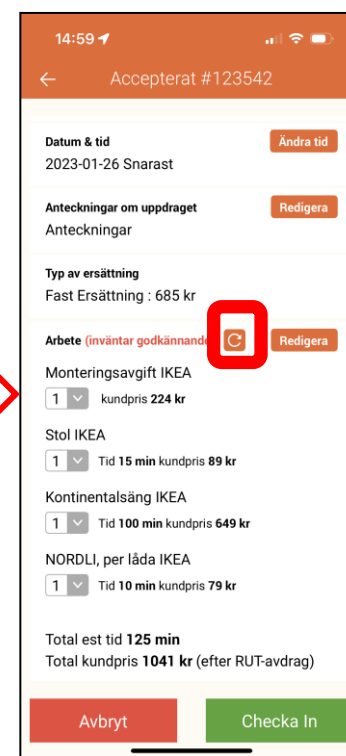 14:59
Accepterat #123542
Datum & tid
Ändra tid
2023-01-26 Snarast
Anteckningar om uppdraget
Redigera
Anteckningar
Typ av ersättning
Fast Ersättning : 685 kr
Arbete (inväntar godkännande
Redigera
Monteringsavgift IKEA
1 kundpris 224 kr
Stol IKEA
1 Tid 15 min kundpris 89 kr
Kontinentalsäng IKEA
1 Tid 100 min kundpris 649 kr
NORDLI, per låda IKEA
1 Tid 10 min kundpris 79 kr
Total est tid 125 min
Total kundpris 1041 kr (efter RUT-avdrag)
Avbryt
Checka In